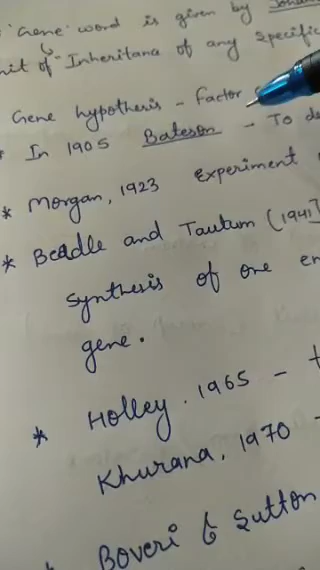 "Gene" word is given by
Unit of Inheritana of any specific
Gene hypothesis - Factor
* In 1905 Bateson - To de
* Morgan, 1923 Experiment
* Beadle and Tautum (1941)
synthesis of one en
gene.
* Holley. 1965 -
Khurana, 1970 -
Boveri & Sutton